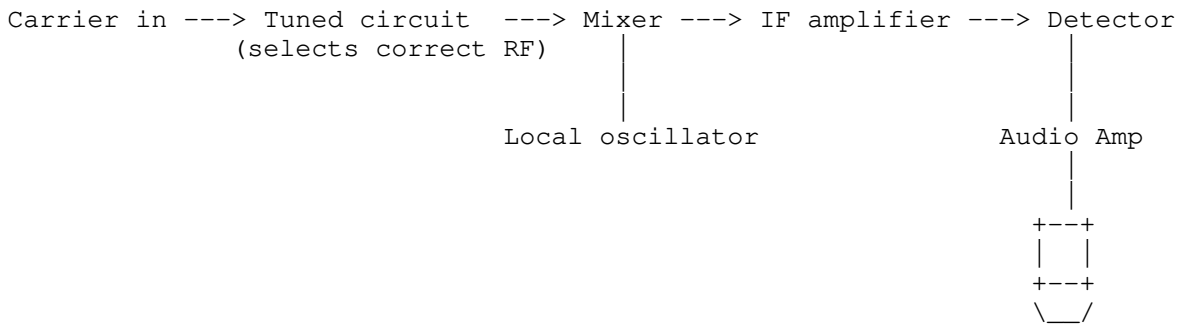 Carrier in ---> Tuned circuit ---> Mixer ---> IF amplifier ---> Detector
(selects correct RF)
Local oscillator Audio Amp